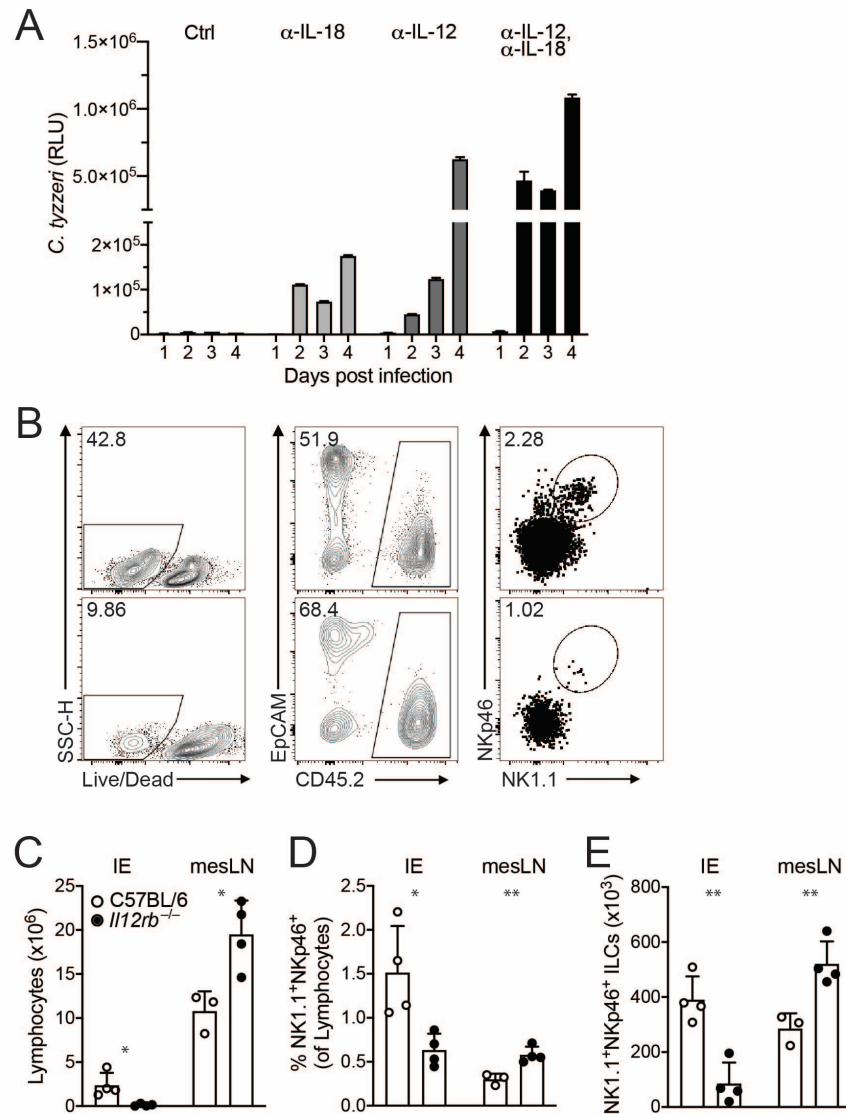 A
Ctrl α-IL-18 α-IL-12 α-IL-12,
α-IL-18
1.5×10⁶
1.0×10⁶
5.0×10⁵
2×10⁵
1×10⁵
0
C. tyzzeri (RLU)
1 2 3 4 1 2 3 4 1 2 3 4 1 2 3 4
Days post infection
B
42.8 51.9 2.28
9.86 68.4 1.02
SSC-H EpCAM NKp46
Live/Dead CD45.2 NK1.1
C D E
IE mesLN IE mesLN IE mesLN
C57BL/6
Il12rb⁻/⁻
Lymphocytes (x10⁶)
25
20
15
10
5
0
* *
% NK1.1⁺NKp46⁺
(of Lymphocytes)
2.5
2.0
1.5
1.0
0.5
0.0
* **
NK1.1⁺NKp46⁺ ILCs (x10³)
800
600
400
200
0
** **